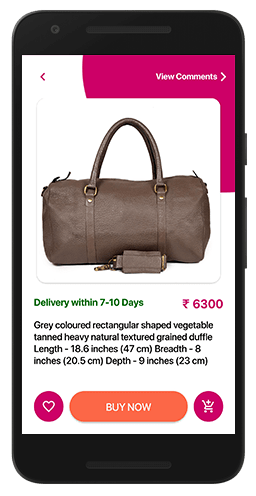 View Comments
Delivery within 7-10 Days
₹ 6300
Grey coloured rectangular shaped vegetable
tanned heavy natural textured grained duffle
Length - 18.6 inches (47 cm) Breadth - 8
inches (20.5 cm) Depth - 9 inches (23 cm)
BUY NOW